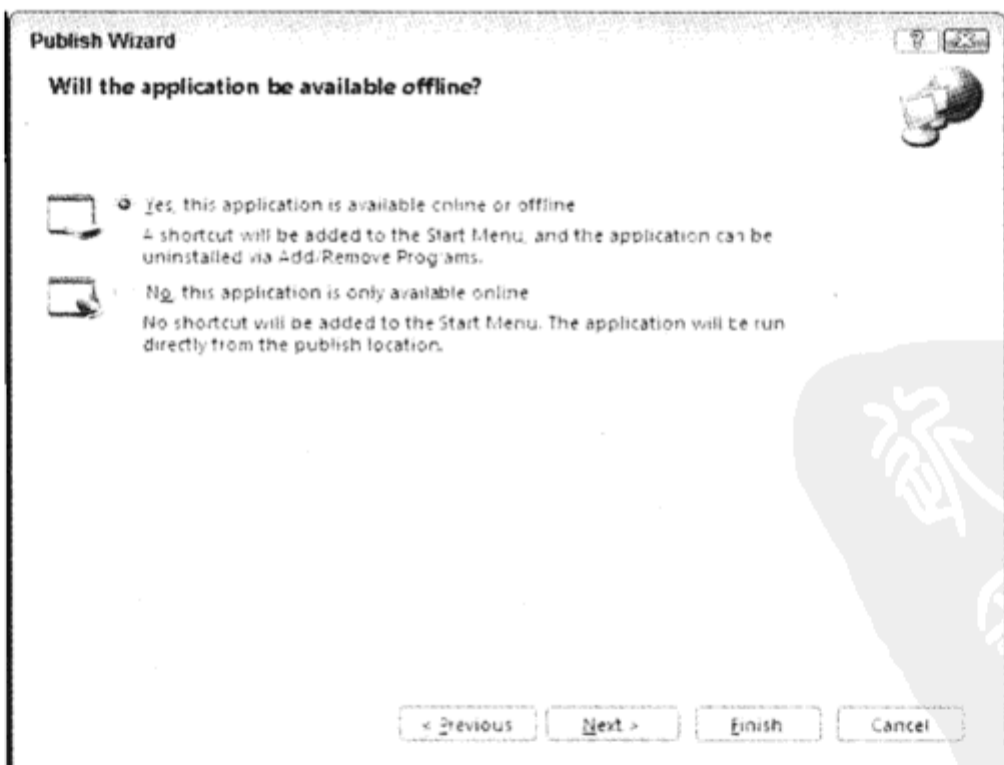 Publish Wizard
Will the application be available offline?
Yes, this application is available online or offline
A shortcut will be added to the Start Menu, and the application can be
uninstalled via Add/Remove Programs.
No, this application is only available online
No shortcut will be added to the Start Menu. The application will be run
directly from the publish location.
< Previous
Next >
Finish
Cancel